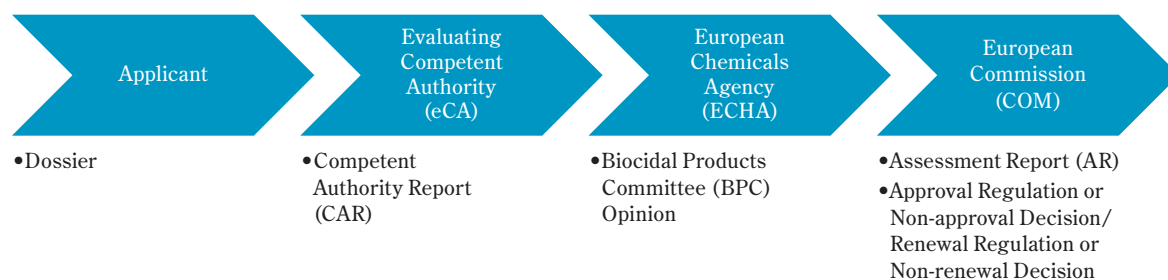 Applicant
Evaluating
Competent
Authority
(eCA)
European
Chemicals
Agency
(ECHA)
European
Commission
(COM)
•Dossier
•Competent
Authority Report
(CAR)
•Biocidal Products
Committee (BPC)
Opinion
•Assessment Report (AR)
•Approval Regulation or
Non-approval Decision/
Renewal Regulation or
Non-renewal Decision